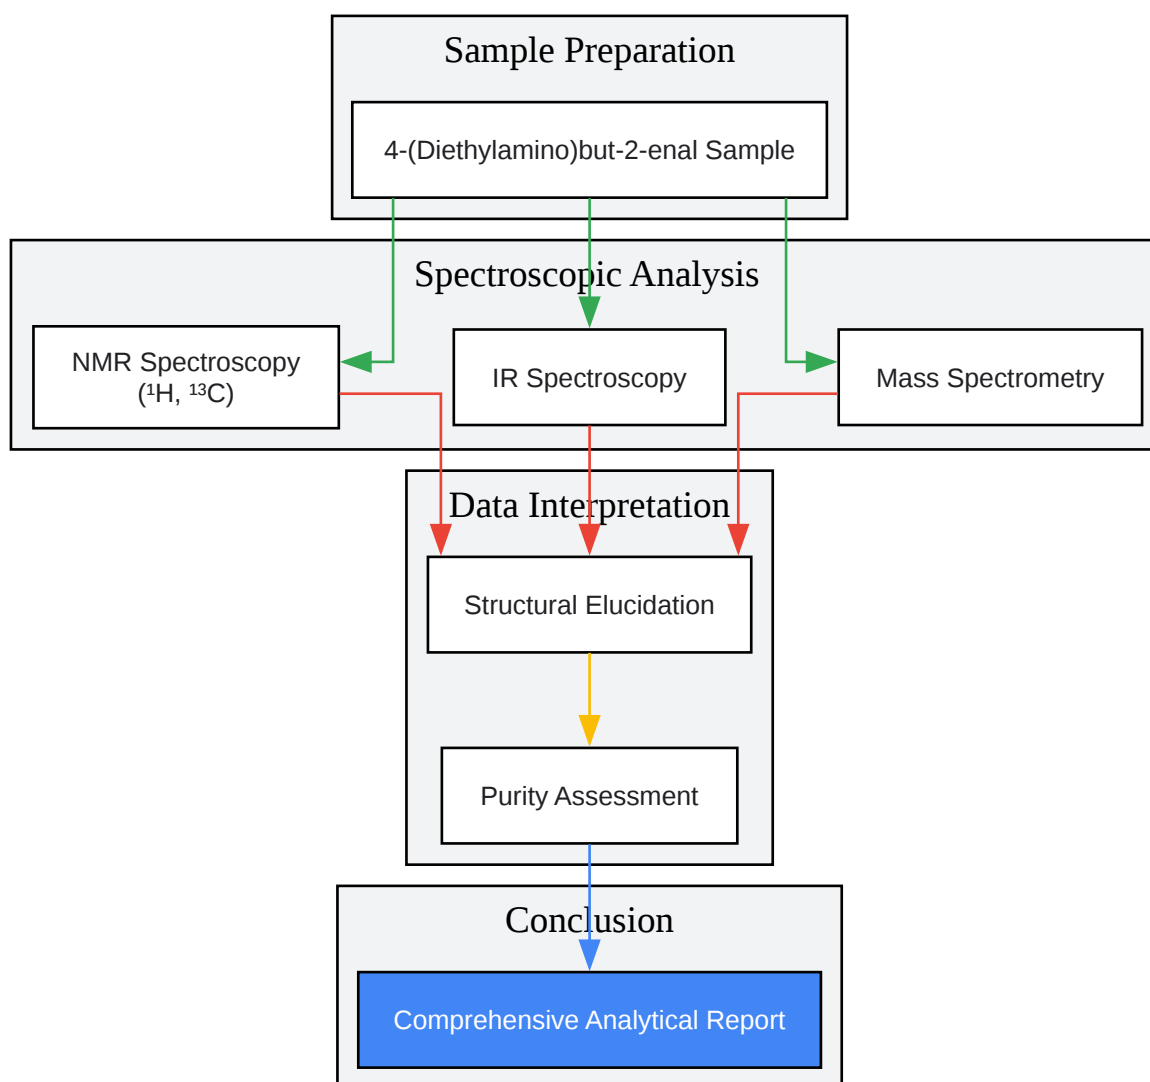 Sample Preparation
4-(Diethylamino)but-2-enal Sample
Spectroscopic Analysis
NMR Spectroscopy
(¹H, ¹³C)
IR Spectroscopy
Mass Spectrometry
Data Interpretation
Structural Elucidation
Purity Assessment
Conclusion
Comprehensive Analytical Report